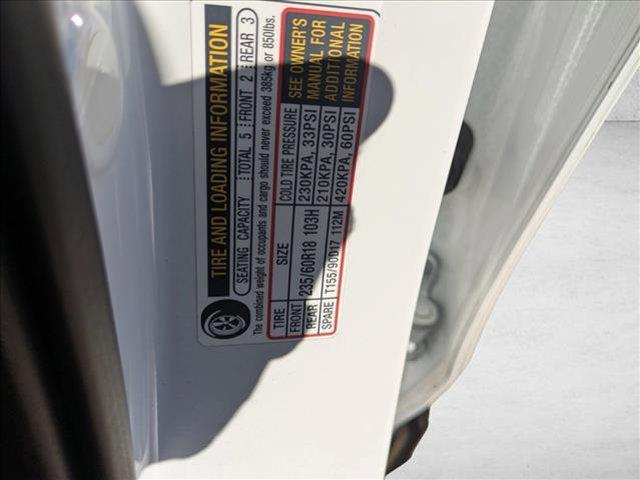 TIRE AND LOADING INFORMATION
SEATING CAPACITY TOTAL 5 FRONT 2 REAR 3
The combined weight of occupants and cargo should never exceed 385kg or 850lbs.
TIRE SIZE COLD TIRE PRESSURE
FRONT 235/60R18 103H 230KPA, 33PSI
REAR 210KPA, 30PSI
SPARE T155/90D17 112M 420KPA, 60PSI
SEE OWNER'S
MANUAL FOR
ADDITIONAL
INFORMATION